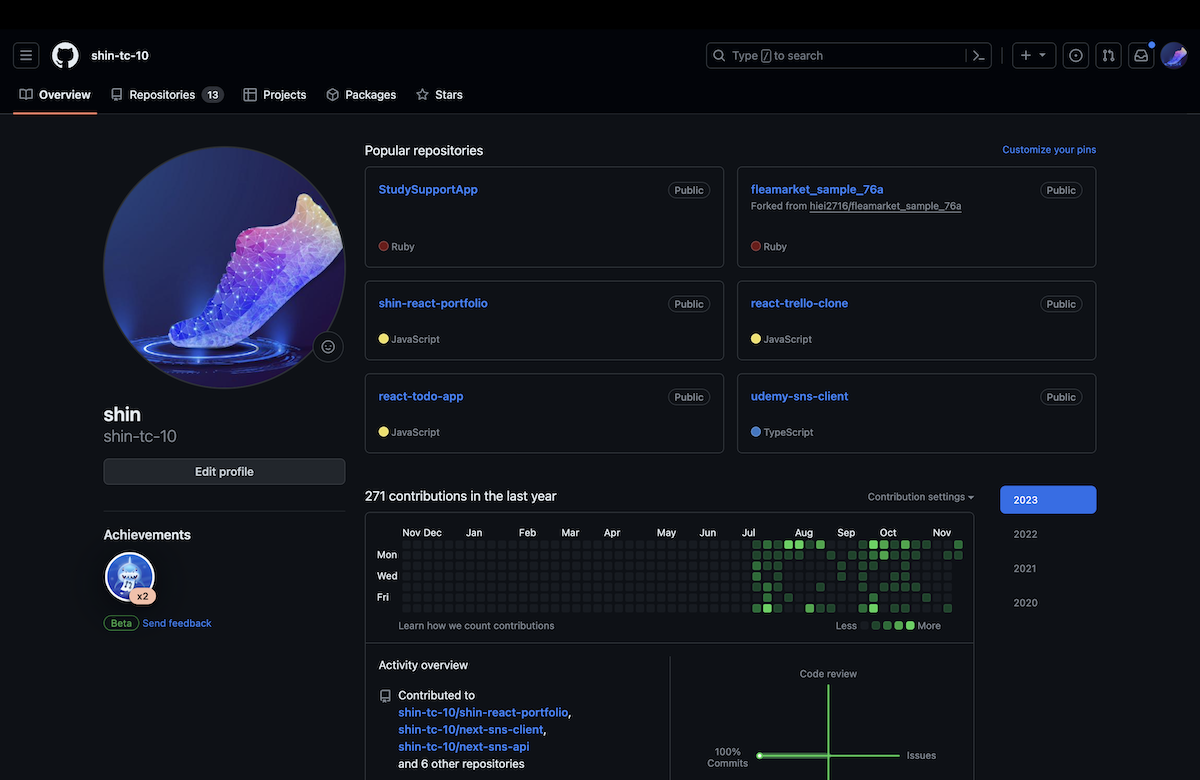 shin-tc-10
Type / to search
Overview
Repositories 13
Projects
Packages
Stars
shin
shin-tc-10
Edit profile
Achievements
x2
Beta Send feedback
Popular repositories
Customize your pins
StudySupportApp
Public
Ruby
fleamarket_sample_76a
Public
Forked from hiei2716/fleamarket_sample_76a
Ruby
shin-react-portfolio
Public
JavaScript
react-trello-clone
Public
JavaScript
react-todo-app
Public
JavaScript
udemy-sns-client
Public
TypeScript
271 contributions in the last year
Contribution settings
2023
2022
2021
2020
Nov Dec Jan Feb Mar Apr May Jun Jul Aug Sep Oct Nov
Mon
Wed
Fri
Learn how we count contributions
Less More
Activity overview
Contributed to
shin-tc-10/shin-react-portfolio,
shin-tc-10/next-sns-client,
shin-tc-10/next-sns-api
and 6 other repositories
Code review
100%
Commits
Issues